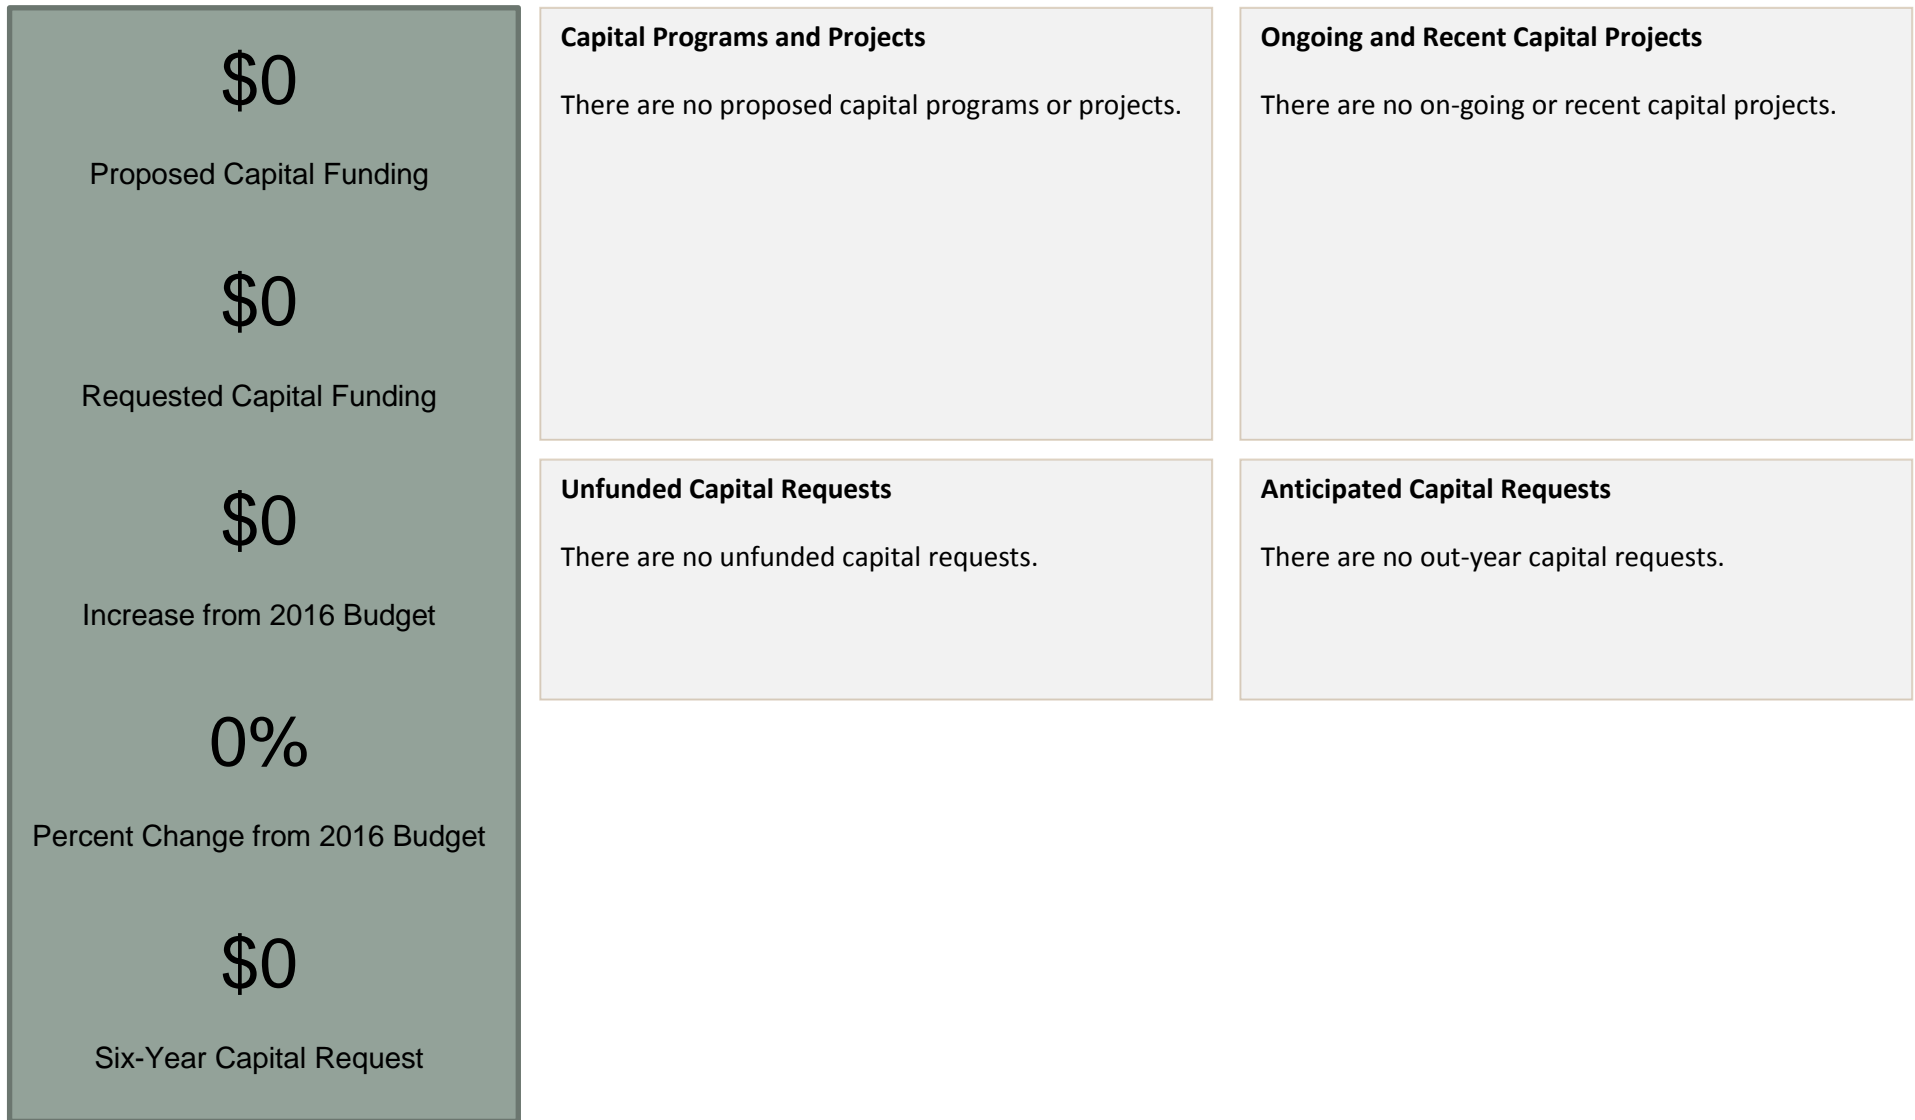 $0
Proposed Capital Funding
$0
Requested Capital Funding
$0
Increase from 2016 Budget
0%
Percent Change from 2016 Budget
$0
Six-Year Capital Request
Capital Programs and Projects
There are no proposed capital programs or projects.
Ongoing and Recent Capital Projects
There are no on-going or recent capital projects.
Unfunded Capital Requests
There are no unfunded capital requests.
Anticipated Capital Requests
There are no out-year capital requests.